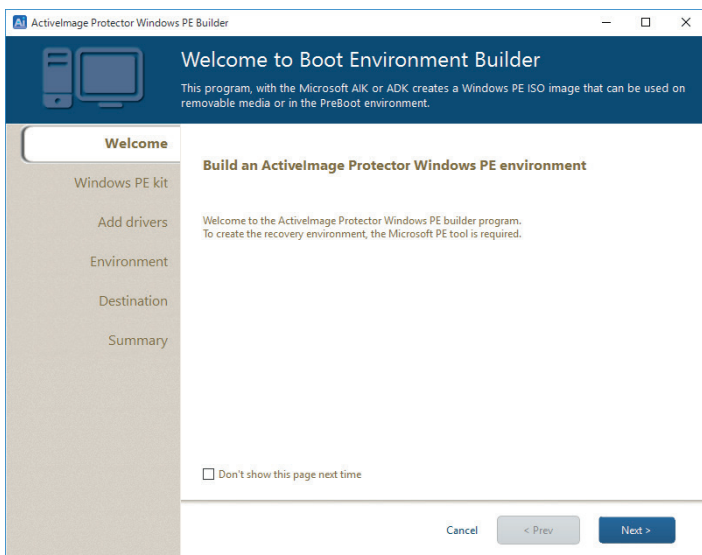 Ai ActiveImage Protector Windows PE Builder
Welcome to Boot Environment Builder
This program, with the Microsoft AIK or ADK creates a Windows PE ISO image that can be used on
removable media or in the PreBoot environment.
Welcome
Windows PE kit
Add drivers
Environment
Destination
Summary
Build an ActiveImage Protector Windows PE environment
Welcome to the ActiveImage Protector Windows PE builder program.
To create the recovery environment, the Microsoft PE tool is required.
Don't show this page next time
Cancel
< Prev
Next >